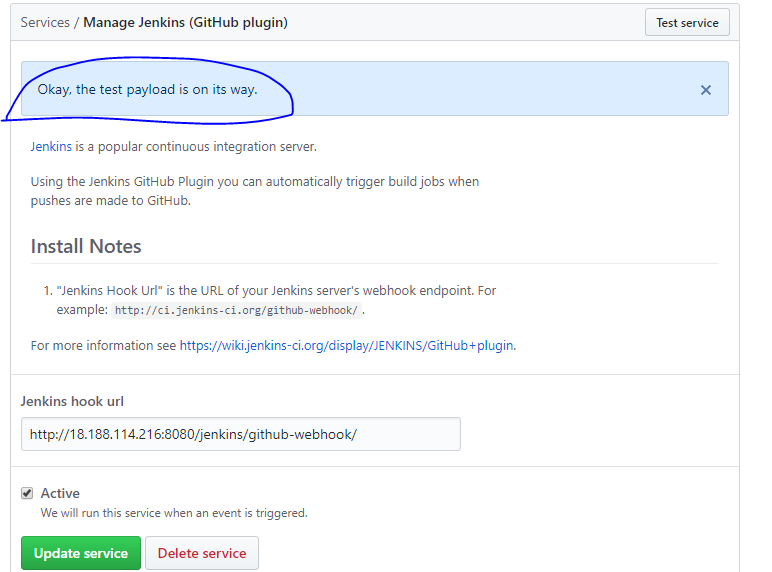 Services / Manage Jenkins (GitHub plugin)
Test service
Okay, the test payload is on its way.
Jenkins is a popular continuous integration server.
Using the Jenkins GitHub Plugin you can automatically trigger build jobs when
pushes are made to GitHub.
Install Notes
1. "Jenkins Hook Url" is the URL of your Jenkins server's webhook endpoint. For
example: http://ci.jenkins-ci.org/github-webhook/ .
For more information see https://wiki.jenkins-ci.org/display/JENKINS/GitHub+plugin.
Jenkins hook url
http://18.188.114.216:8080/jenkins/github-webhook/
Active
We will run this service when an event is triggered.
Update service
Delete service